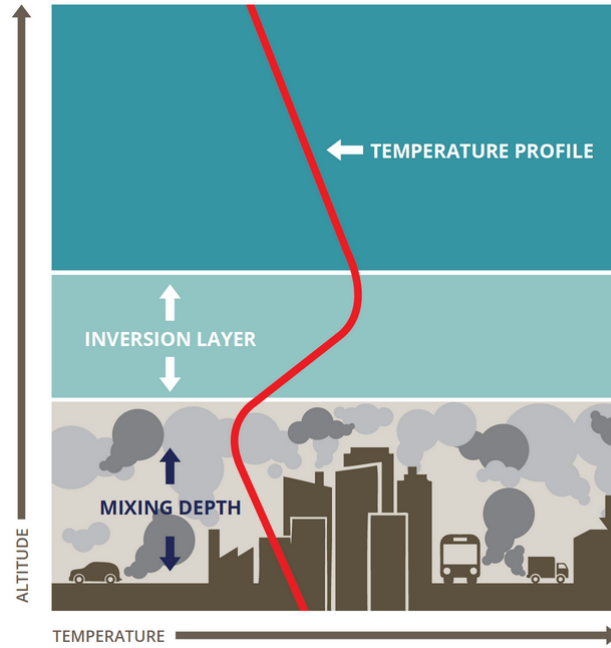 TEMPERATURE PROFILE
INVERSION LAYER
MIXING DEPTH
ALTITUDE
TEMPERATURE